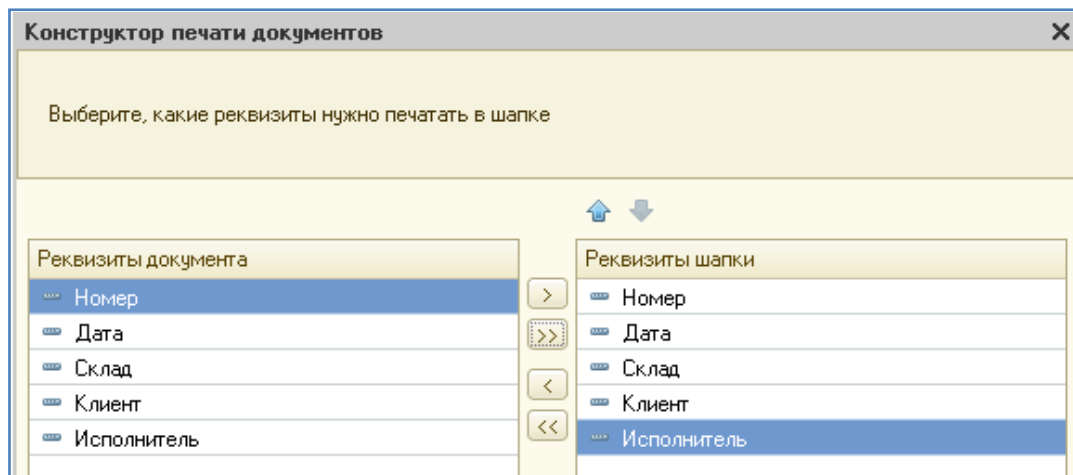 Конструктор печати документов
Выберите, какие реквизиты нужно печатать в шапке
Реквизиты документа
Номер
Дата
Склад
Клиент
Исполнитель
>
>>
<
<<
Реквизиты шапки
Номер
Дата
Склад
Клиент
Исполнитель